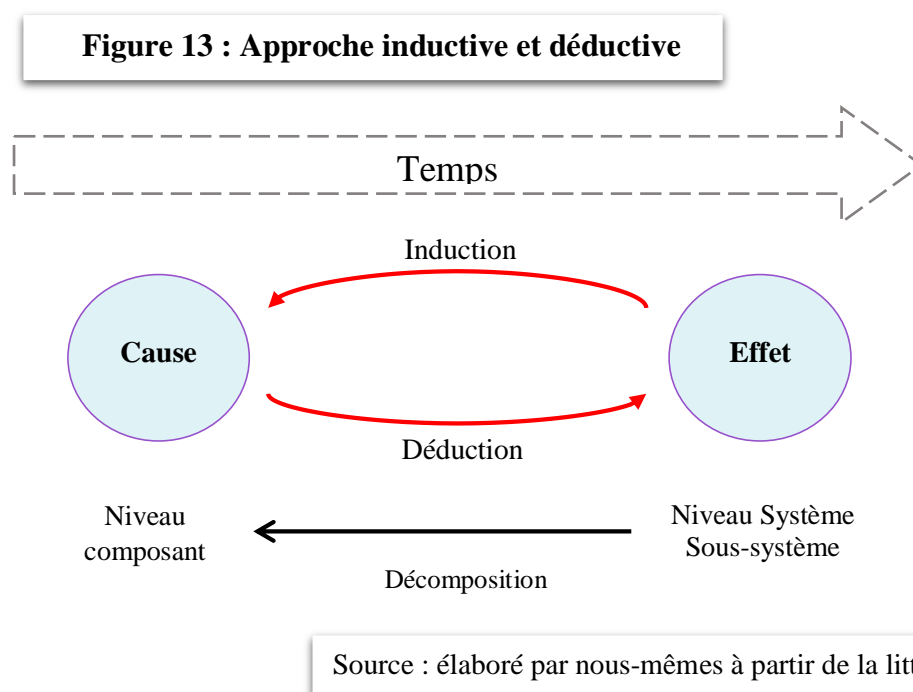 Figure 13 : Approche inductive et déductive
Temps
Induction
Cause
Effet
Déduction
Niveau
composant
Niveau Système
Sous-système
Décomposition
Source : élaboré par nous-mêmes à partir de la